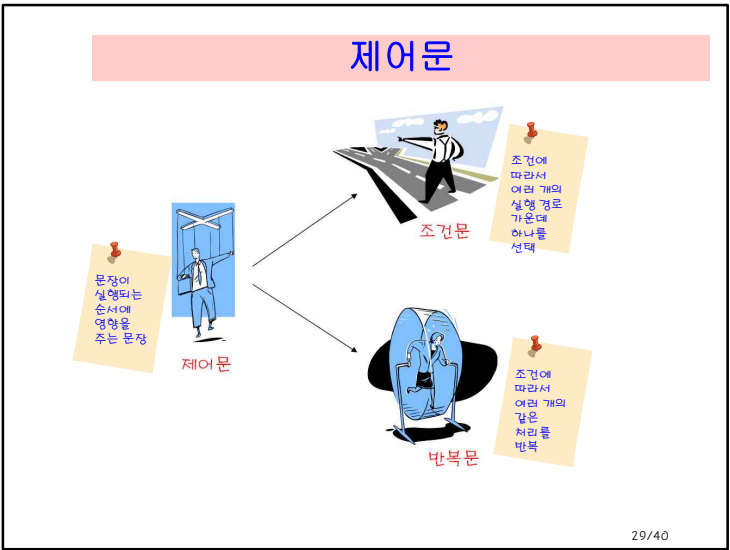 제어문
조건에
따라서
여러 개의
실행 경로
가운데
하나를
선택
조건문
문장이
실행되는
순서에
영향을
주는 문장
제어문
조건에
따라서
여러 개의
같은
처리를
반복
반복문
29/40